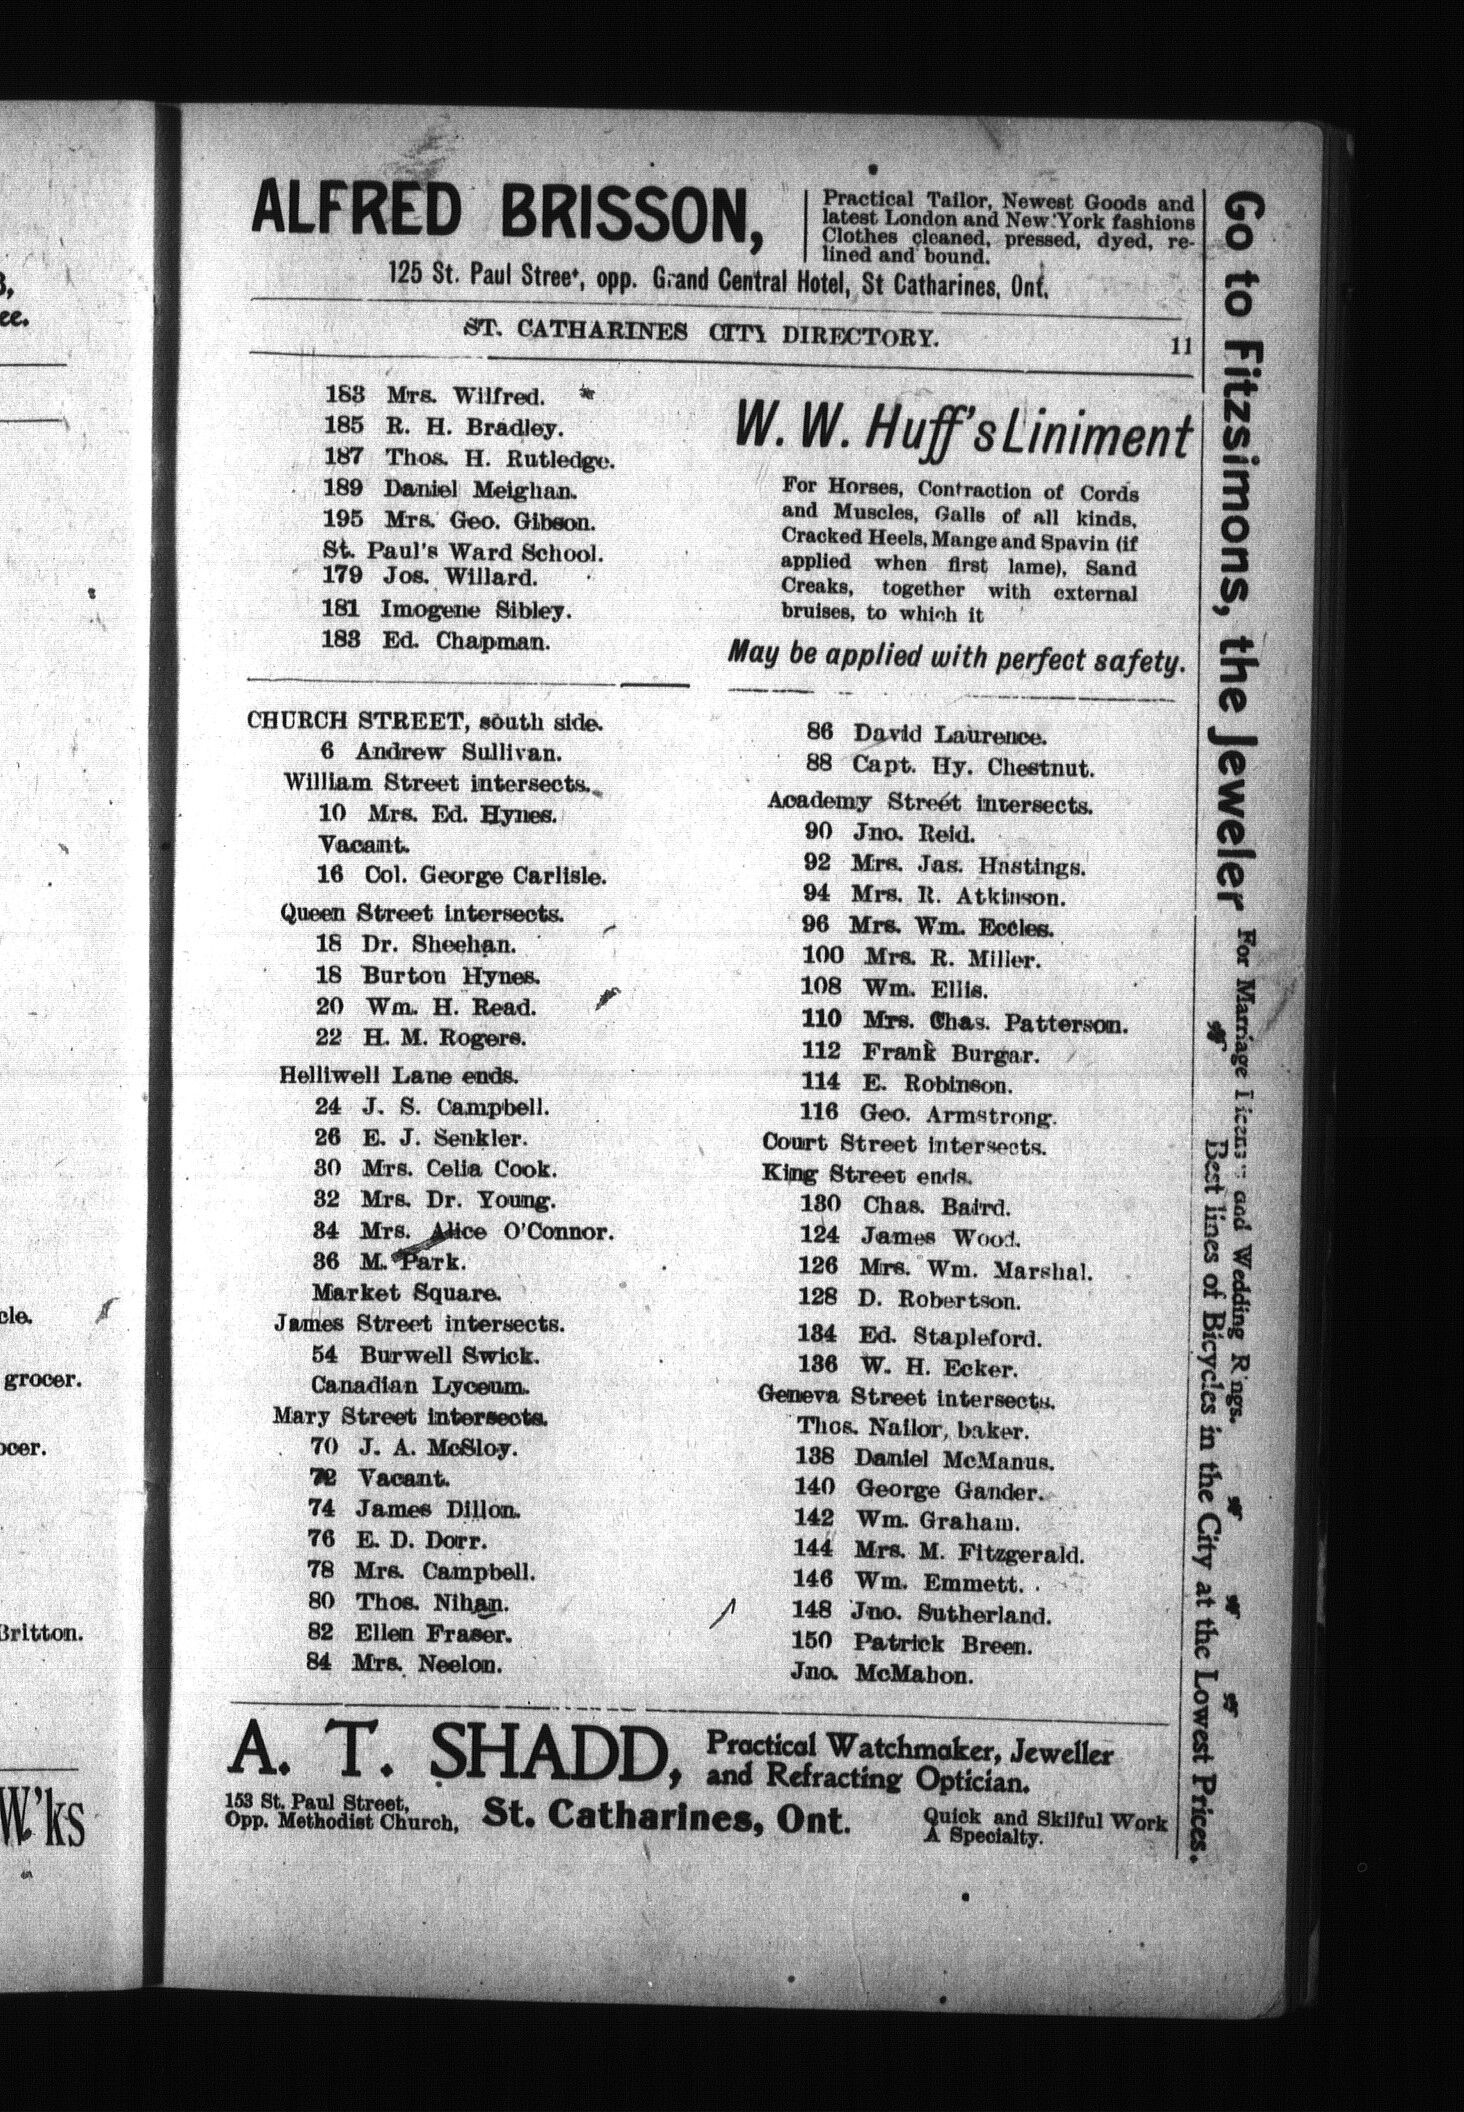 ALFRED BRISSON,
Practical Tailor, Newest Goods and
latest London and New York fashions
Clothes cleaned, pressed, dyed, re-
lined and bound.
125 St. Paul Street, opp. Grand Central Hotel, St Catharines, Ont.
ST. CATHARINES CITY DIRECTORY. 11
183 Mrs. Wilfred.
185 R. H. Bradley.
187 Thos. H. Rutledge.
189 Daniel Meighan.
195 Mrs. Geo. Gibson.
St. Paul's Ward School.
179 Jos. Willard.
181 Imogene Sibley.
183 Ed. Chapman.
CHURCH STREET, south side.
6 Andrew Sullivan.
William Street intersects.
10 Mrs. Ed. Hynes.
Vacant.
16 Col. George Carlisle.
Queen Street intersects.
18 Dr. Sheehan.
18 Burton Hynes.
20 Wm. H. Read.
22 H. M. Rogers.
Helliwell Lane ends.
24 J. S. Campbell.
26 E. J. Senkler.
30 Mrs. Celia Cook.
32 Mrs. Dr. Young.
34 Mrs. Alice O'Connor.
36 M. Park.
Market Square.
James Street intersects.
54 Burwell Swick.
Canadian Lyceum.
Mary Street intersects.
70 J. A. McSloy.
72 Vacant.
74 James Dillon.
76 E. D. Dorr.
78 Mrs. Campbell.
80 Thos. Nihan.
82 Ellen Fraser.
84 Mrs. Neelon.
W. W. Huff's Liniment
For Horses, Contraction of Cords
and Muscles, Galls of all kinds,
Cracked Heels, Mange and Spavin (if
applied when first lame), Sand
Creaks, together with external
bruises, to which it
May be applied with perfect safety.
86 David Laurence.
88 Capt. Hy. Chestnut.
Academy Street intersects.
90 Jno. Reid.
92 Mrs. Jas. Hastings.
94 Mrs. R. Atkinson.
96 Mrs. Wm. Eccles.
100 Mrs. R. Miller.
108 Wm. Ellis.
110 Mrs. Chas. Patterson.
112 Frank Burgar.
114 E. Robinson.
116 Geo. Armstrong.
Court Street intersects.
King Street ends.
130 Chas. Baird.
124 James Wood.
126 Mrs. Wm. Marshal.
128 D. Robertson.
134 Ed. Stapleford.
136 W. H. Ecker.
Geneva Street intersects.
Thos. Nailor, baker.
138 Daniel McManus.
140 George Gander.
142 Wm. Graham.
144 Mrs. M. Fitzgerald.
146 Wm. Emmett.
148 Jno. Sutherland.
150 Patrick Breen.
Jno. McMahon.
A. T. SHADD,
Practical Watchmaker, Jeweller
and Refracting Optician.
153 St. Paul Street,
Opp. Methodist Church,
St. Catharines, Ont.
Quick and Skilful Work
A Specialty.
Go to Fitzsimons, the Jeweler
For Marriage Licenses and Wedding Rings.
Best lines of Bicycles in the City at the Lowest Prices.
ee.
cle.
grocer.
ocer.
Britton.
W'ks